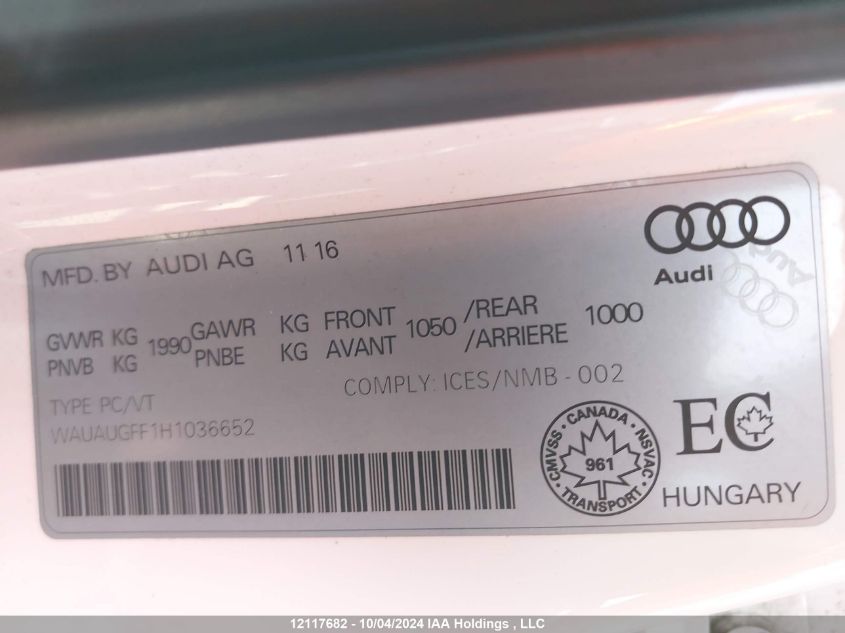 MFD. BY AUDI AG 11 16
Audi
GVWR KG 1990 GAWR KG FRONT 1050 /REAR 1000
PNVB KG PNBE KG AVANT /ARRIERE
COMPLY: ICES/NMB - 002
TYPE PC/VT
WAUAUGFF1H1036652
CMVSS · CANADA · NSVAC · TRANSPORT ·
961
EC
HUNGARY
12117682 - 10/04/2024 IAA Holdings , LLC